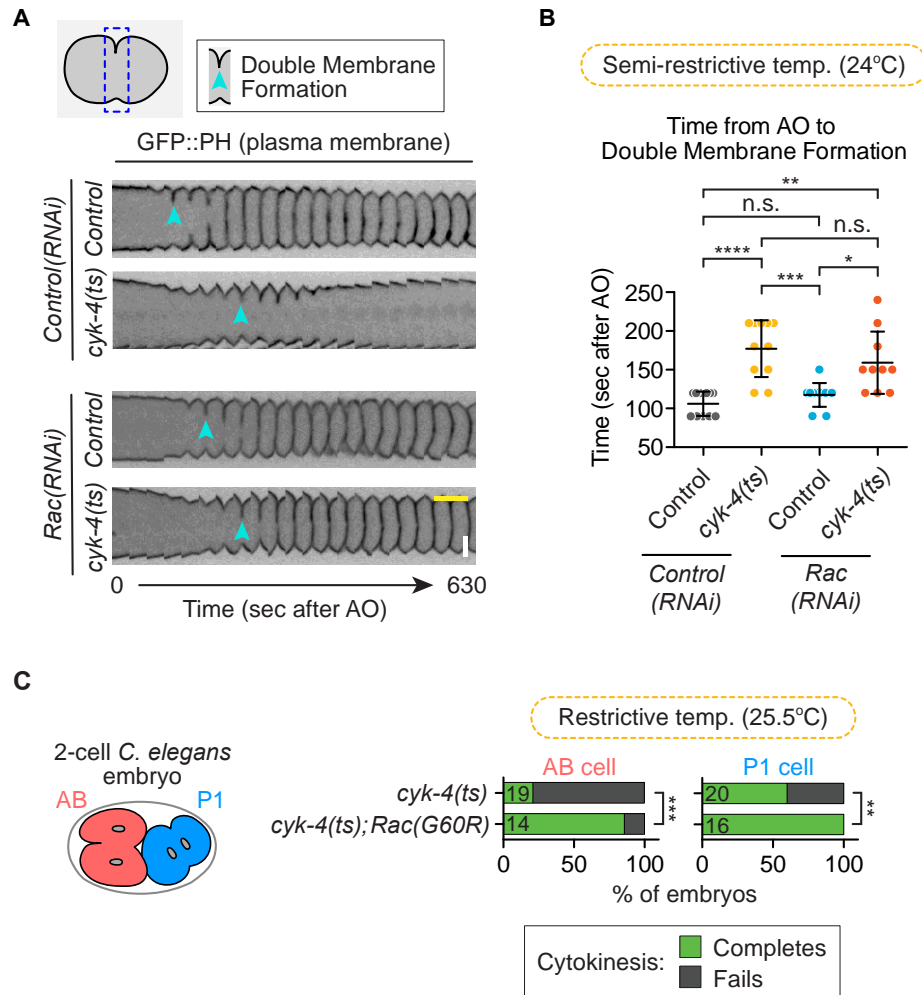 A
Double Membrane
Formation
GFP::PH (plasma membrane)
Control(RNAi)
Control
cyk-4(ts)
Rac(RNAi)
Control
cyk-4(ts)
0
630
Time (sec after AO)
B
Semi-restrictive temp. (24°C)
Time from AO to
Double Membrane Formation
**
n.s.
n.s.
****
***
*
Time (sec after AO)
250
200
150
100
50
Control
cyk-4(ts)
Control
cyk-4(ts)
Control
(RNAi)
Rac
(RNAi)
C
2-cell C. elegans
embryo
AB
P1
Restrictive temp. (25.5°C)
AB cell
P1 cell
cyk-4(ts)
19
***
20
**
cyk-4(ts);Rac(G60R)
14
16
0 50 100
0 50 100
% of embryos
Cytokinesis:
Completes
Fails